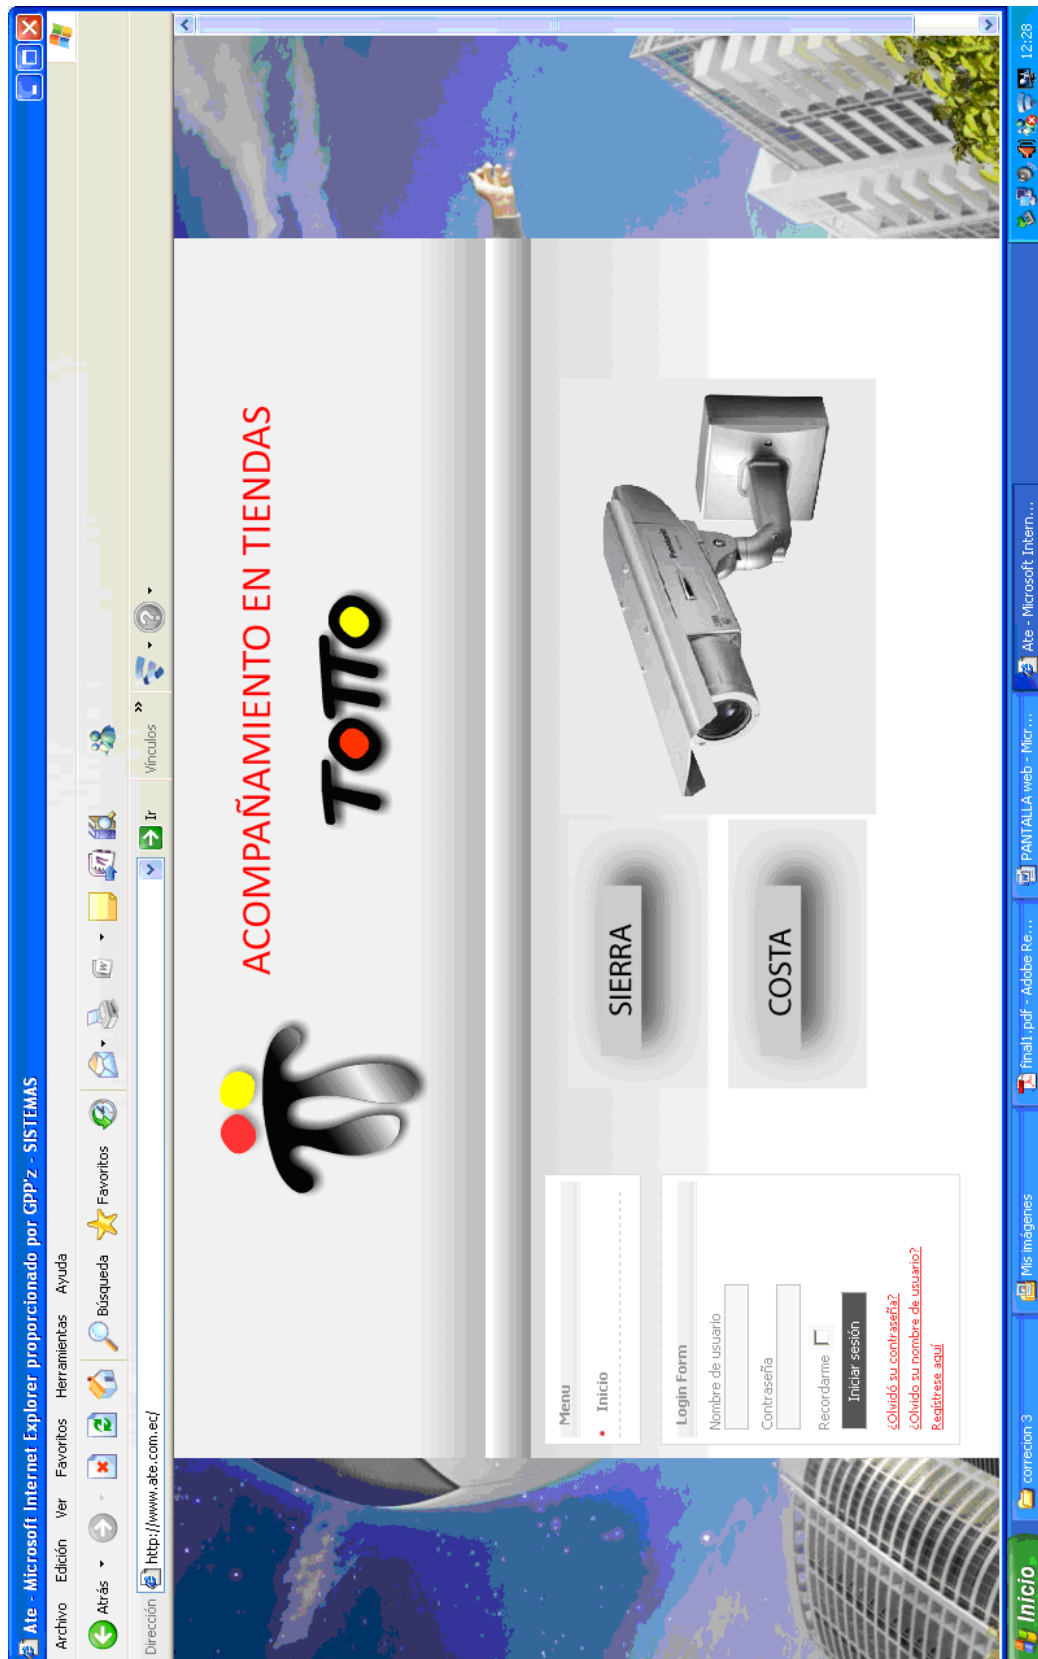 Ate - Microsoft Internet Explorer proporcionado por GPP'z - SISTEMAS
Archivo Edición Ver Favoritos Herramientas Ayuda
Atrás Búsqueda Favoritos
Dirección http://www.ate.com.ec/ Ir Vínculos »
ACOMPAÑAMIENTO EN TIENDAS
TOTTO
Menu
Inicio
Login Form
Nombre de usuario
Contraseña
Recordarme
Iniciar sesión
¿Olvidó su contraseña?
¿Olvido su nombre de usuario?
Regístrese aquí
SIERRA
COSTA
Panasonic
Inicio correcion 3 Mis imágenes final1.pdf - Adobe Re... PANTALLA web - Micr... Ate - Microsoft Intern... 12:28